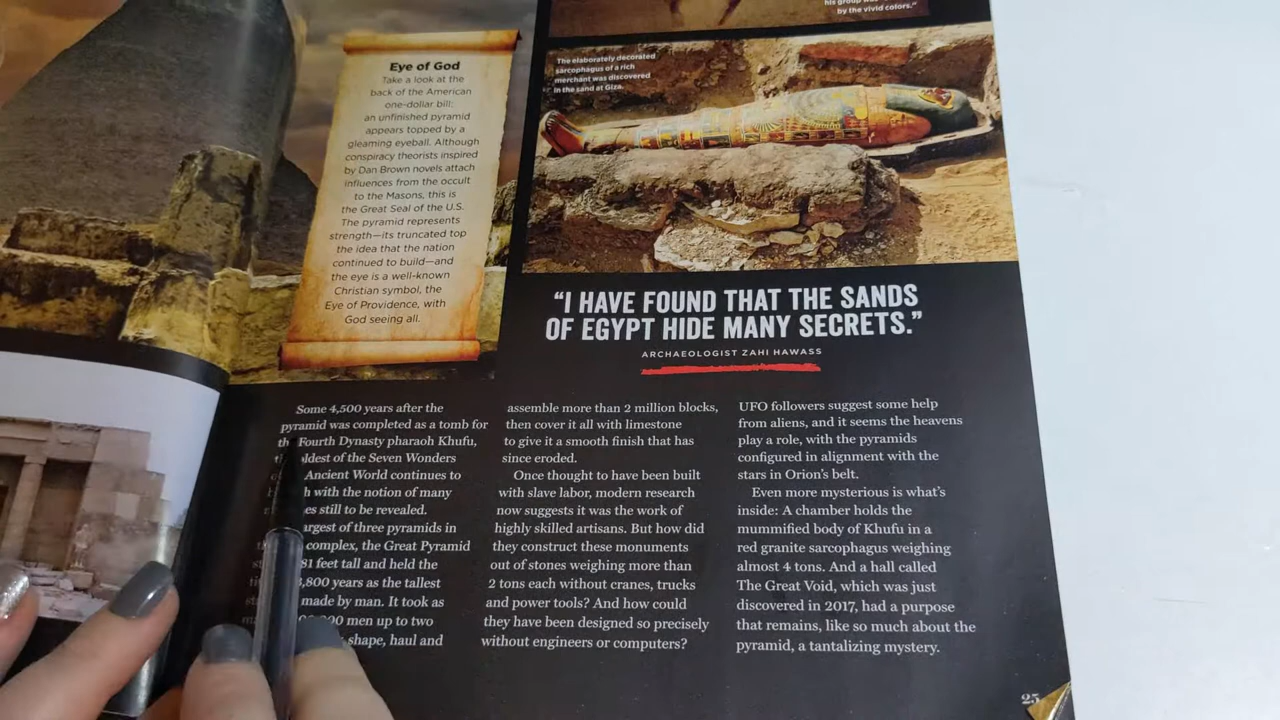 his group was
by the vivid colors."
The elaborately decorated
sarcophagus of a rich
merchant was discovered
in the sand at Giza.
Eye of God
Take a look at the
back of the American
one-dollar bill:
an unfinished pyramid
appears topped by a
gleaming eyeball. Although
conspiracy theorists inspired
by Dan Brown novels attach
influences from the occult
to the Masons, this is
the Great Seal of the U.S.
The pyramid represents
strength—its truncated top
the idea that the nation
continued to build—and
the eye is a well-known
Christian symbol, the
Eye of Providence, with
God seeing all.
"I HAVE FOUND THAT THE SANDS
OF EGYPT HIDE MANY SECRETS."
ARCHAEOLOGIST ZAHI HAWASS
Some 4,500 years after the
pyramid was completed as a tomb for
Fourth Dynasty pharaoh Khufu,
of the Seven Wonders
Ancient World continues to
with the notion of many
still to be revealed.
of three pyramids in
complex, the Great Pyramid
feet tall and held the
years as the tallest
made by man. It took as
men up to two
shape, haul and
assemble more than 2 million blocks,
then cover it all with limestone
to give it a smooth finish that has
since eroded.
Once thought to have been built
with slave labor, modern research
now suggests it was the work of
highly skilled artisans. But how did
they construct these monuments
out of stones weighing more than
2 tons each without cranes, trucks
and power tools? And how could
they have been designed so precisely
without engineers or computers?
UFO followers suggest some help
from aliens, and it seems the heavens
play a role, with the pyramids
configured in alignment with the
stars in Orion's belt.
Even more mysterious is what's
inside: A chamber holds the
mummified body of Khufu in a
red granite sarcophagus weighing
almost 4 tons. And a hall called
The Great Void, which was just
discovered in 2017, had a purpose
that remains, like so much about the
pyramid, a tantalizing mystery.
25